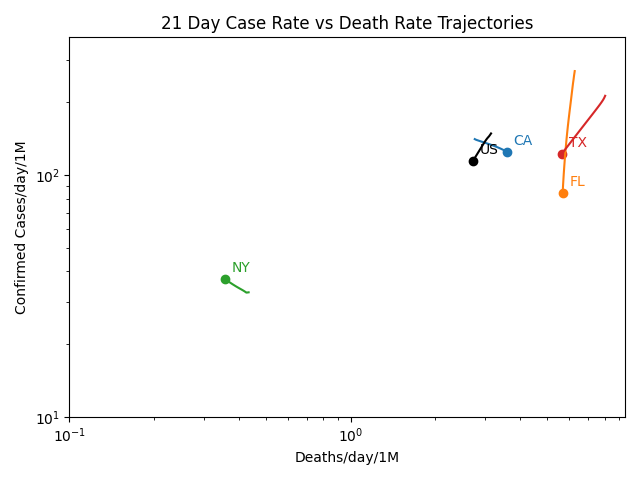 21 Day Case Rate vs Death Rate Trajectories
Confirmed Cases/day/1M
10²
10¹
US
CA
TX
FL
NY
10⁻¹
10⁰
Deaths/day/1M